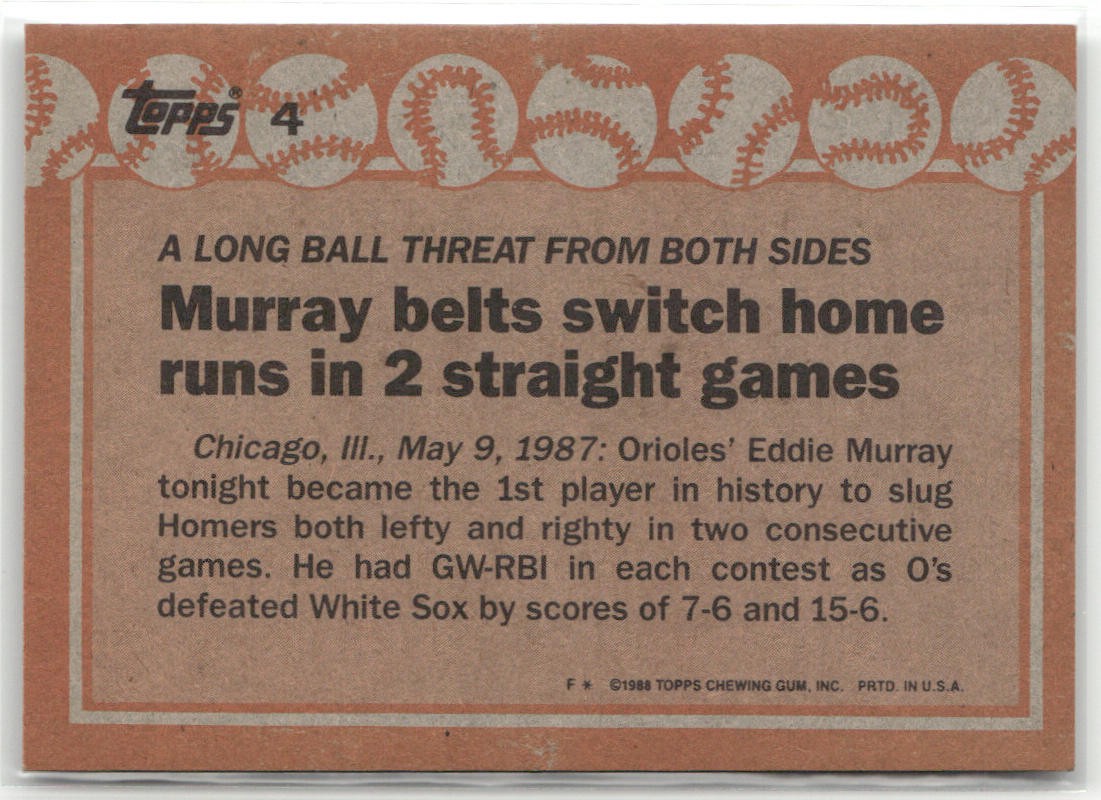 Topps® 4
A LONG BALL THREAT FROM BOTH SIDES
Murray belts switch home
runs in 2 straight games
Chicago, Ill., May 9, 1987: Orioles' Eddie Murray
tonight became the 1st player in history to slug
Homers both lefty and righty in two consecutive
games. He had GW-RBI in each contest as O's
defeated White Sox by scores of 7-6 and 15-6.
F * ©1988 TOPPS CHEWING GUM, INC. PRTD. IN U.S.A.